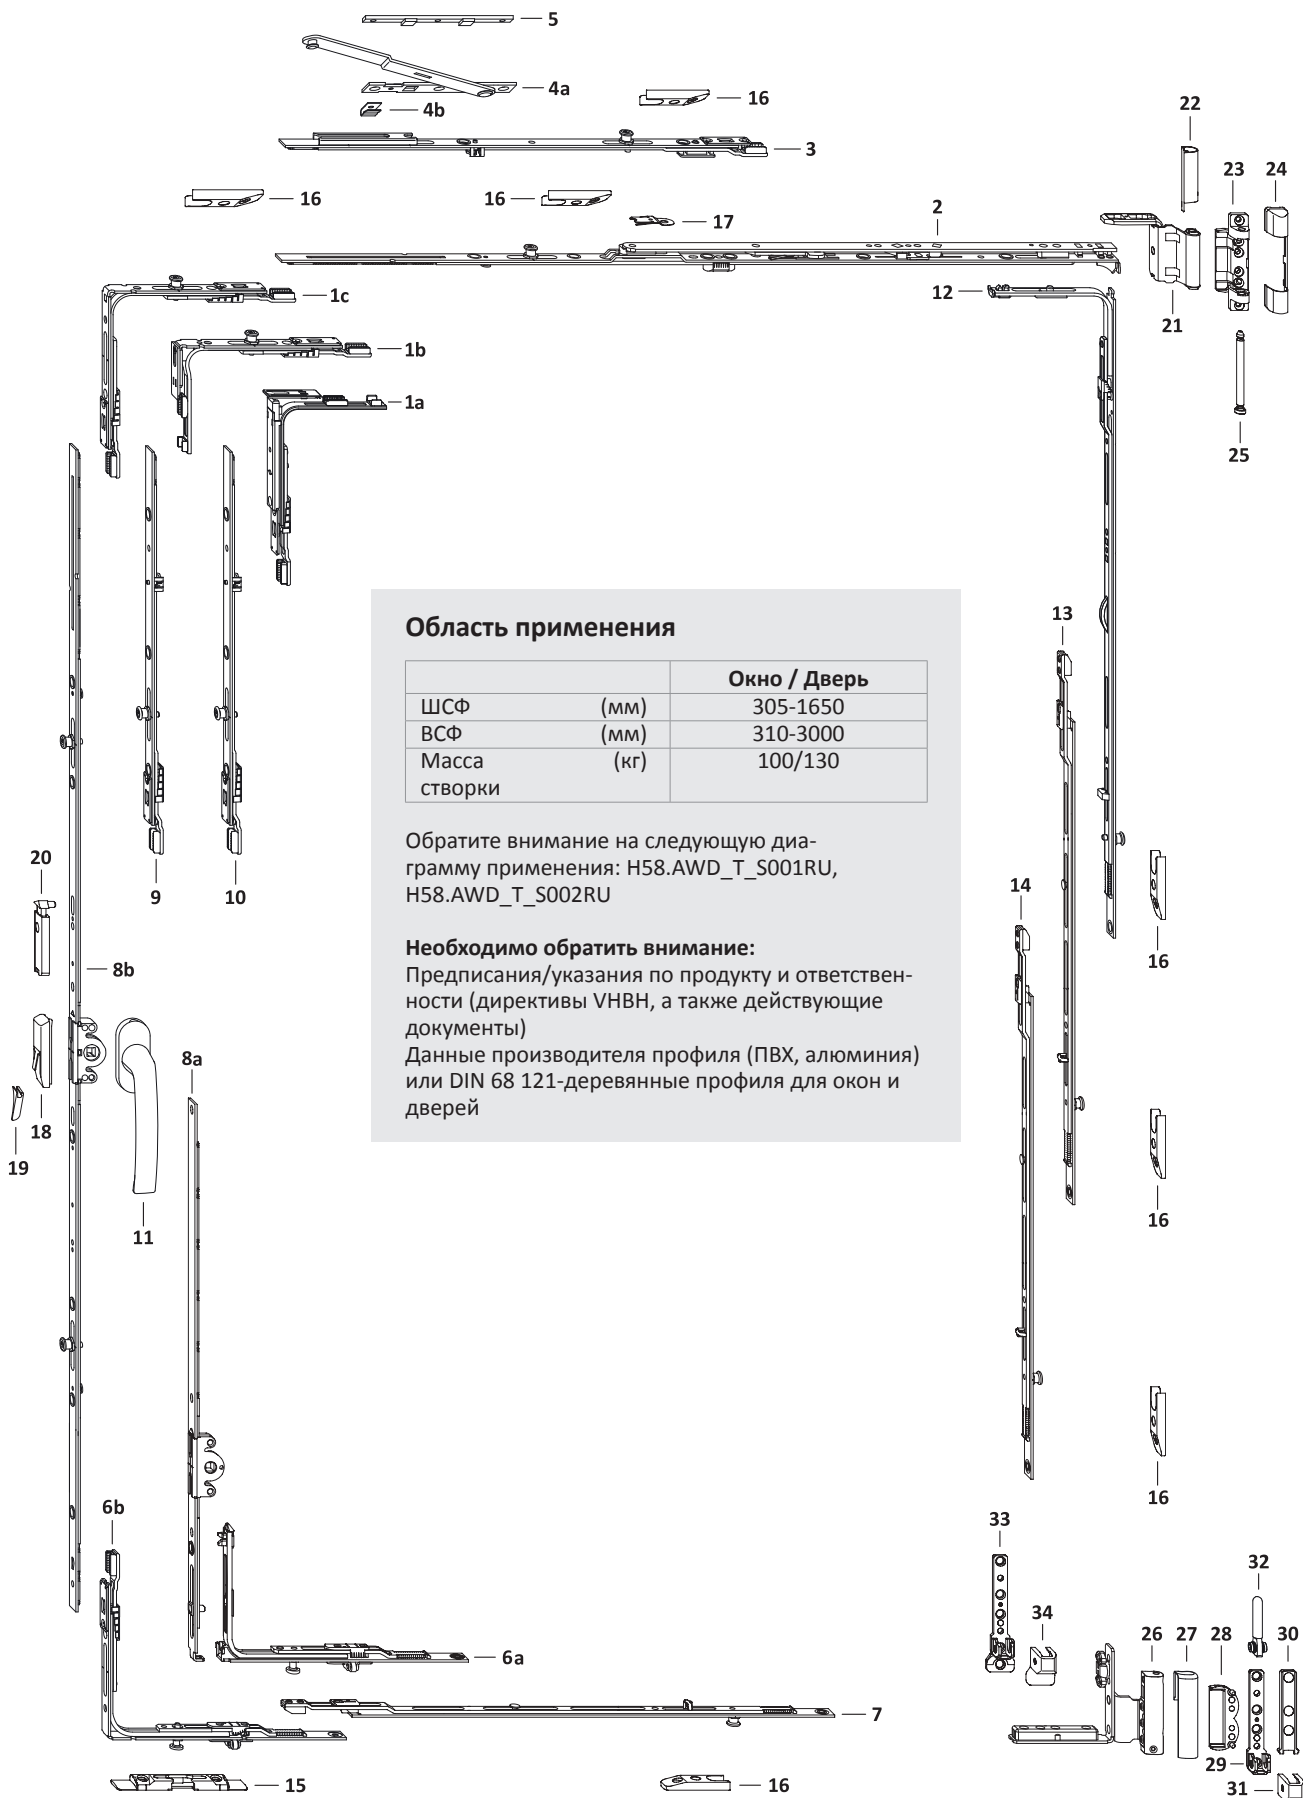 5
4a
4b
16
3
22
23
24
16
16
17
2
21
12
1c
1b
1a
25
Область применения
Окно / Дверь
ШСФ (мм) 305-1650
ВСФ (мм) 310-3000
Масса (кг) 100/130
створки
Обратите внимание на следующую диа-
грамму применения: H58.AWD_T_S001RU,
H58.AWD_T_S002RU
Необходимо обратить внимание:
Предписания/указания по продукту и ответствен-
ности (директивы VHBH, а также действующие
документы)
Данные производителя профиля (ПВХ, алюминия)
или DIN 68 121-деревянные профиля для окон и
дверей
13
20
9
10
14
16
8b
8a
18
19
11
16
16
6b
33
32
34
26
27
28
30
6a
7
29
15
16
31